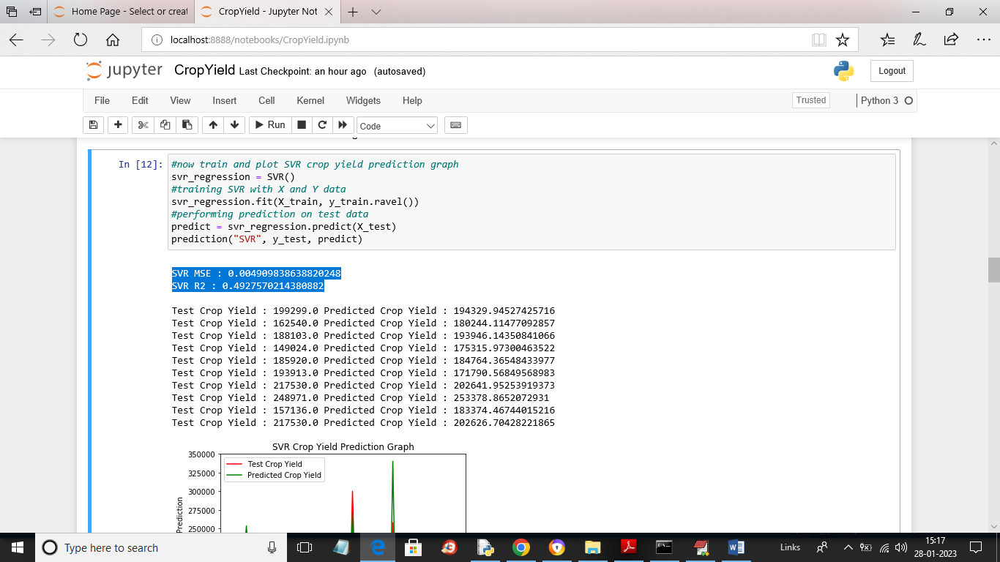 Home Page - Select or creat
CropYield - Jupyter Not
localhost:8888/notebooks/CropYield.ipynb
jupyter CropYield Last Checkpoint: an hour ago (autosaved)
Logout
File Edit View Insert Cell Kernel Widgets Help
Trusted
Python 3
Run
Code
In [12]:
#now train and plot SVR crop yield prediction graph
svr_regression = SVR()
#training SVR with X and Y data
svr_regression.fit(X_train, y_train.ravel())
#performing prediction on test data
predict = svr_regression.predict(X_test)
prediction("SVR", y_test, predict)
SVR MSE : 0.004909838638820248
SVR R2 : 0.4927570214380882
Test Crop Yield : 199299.0 Predicted Crop Yield : 194329.94527425716
Test Crop Yield : 162540.0 Predicted Crop Yield : 180244.11477092857
Test Crop Yield : 188103.0 Predicted Crop Yield : 193946.14350841066
Test Crop Yield : 149024.0 Predicted Crop Yield : 175315.97300463522
Test Crop Yield : 185920.0 Predicted Crop Yield : 184764.36548433977
Test Crop Yield : 193913.0 Predicted Crop Yield : 171790.56849568983
Test Crop Yield : 217530.0 Predicted Crop Yield : 202641.95253919373
Test Crop Yield : 248971.0 Predicted Crop Yield : 253378.8652072931
Test Crop Yield : 157136.0 Predicted Crop Yield : 183374.46744015216
Test Crop Yield : 217530.0 Predicted Crop Yield : 202626.70428221865
SVR Crop Yield Prediction Graph
350000
Test Crop Yield
Predicted Crop Yield
325000
300000
275000
250000
Prediction
Type here to search
Links
15:17
28-01-2023